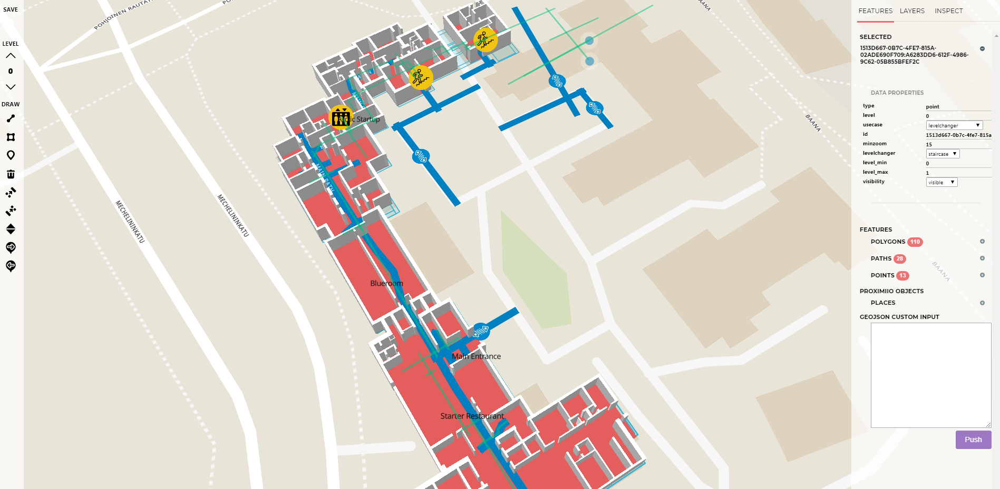 SAVE
LEVEL
0
DRAW
POHJOINEN RAUTATI
BAANA
BAANA
BAANA
MECHELININKATU
MECHELININKATU
MAIN PATH
Startup
Blueroom
Main Entrance
Starter Restaurant
FEATURES LAYERS INSPECT
SELECTED
1513D667-0B7C-4FE7-815A-
02ADE690F709:A6283DD6-612F-4986-
9C62-05B855BFEF2C
DATA PROPERTIES
type point
level 0
usecase levelchanger
id 1513d667-0b7c-4fe7-815a
minzoom 15
levelchanger staircase
level_min 0
level_max 1
visibility visible
FEATURES
POLYGONS 110
PATHS 28
POINTS 13
PROXIMIIO OBJECTS
PLACES
GEOJSON CUSTOM INPUT
Push